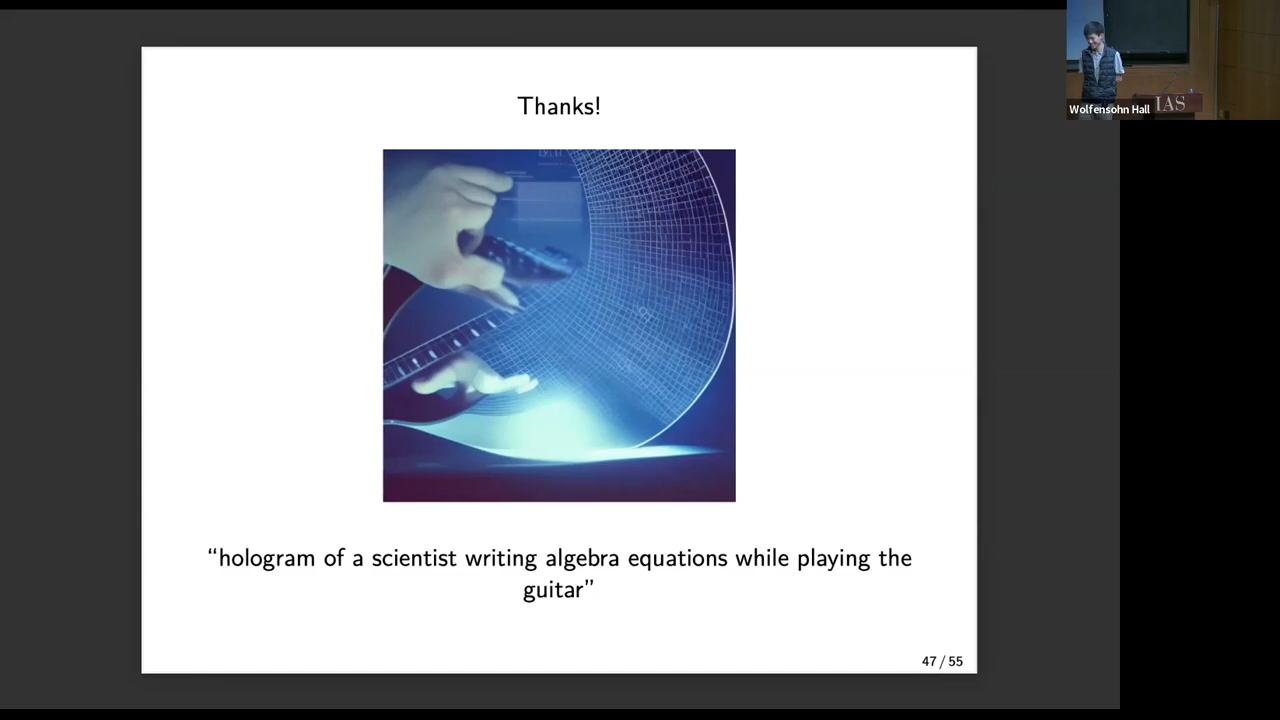 Thanks!
“hologram of a scientist writing algebra equations while playing the
guitar”
47 / 55
Wolfensohn Hall
IAS